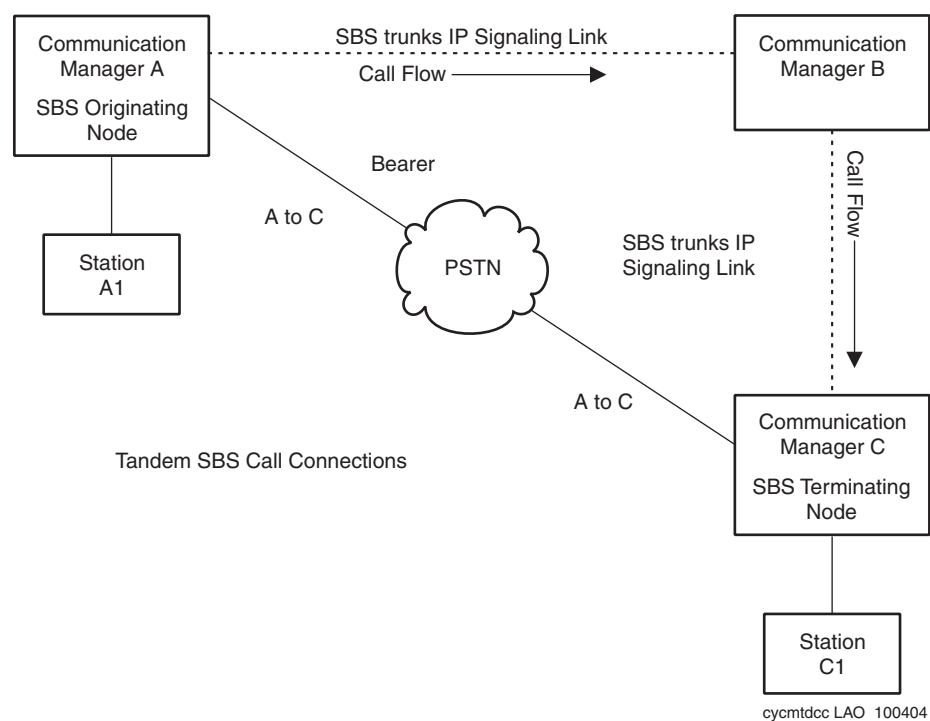 Communication
Manager A
SBS Originating
Node
SBS trunks IP Signaling Link
Call Flow
Communication
Manager B
Station
A1
Bearer
A to C
PSTN
Call Flow
SBS trunks IP
Signaling Link
A to C
Tandem SBS Call Connections
Communication
Manager C
SBS Terminating
Node
Station
C1
cycmtdcc LAO 100404